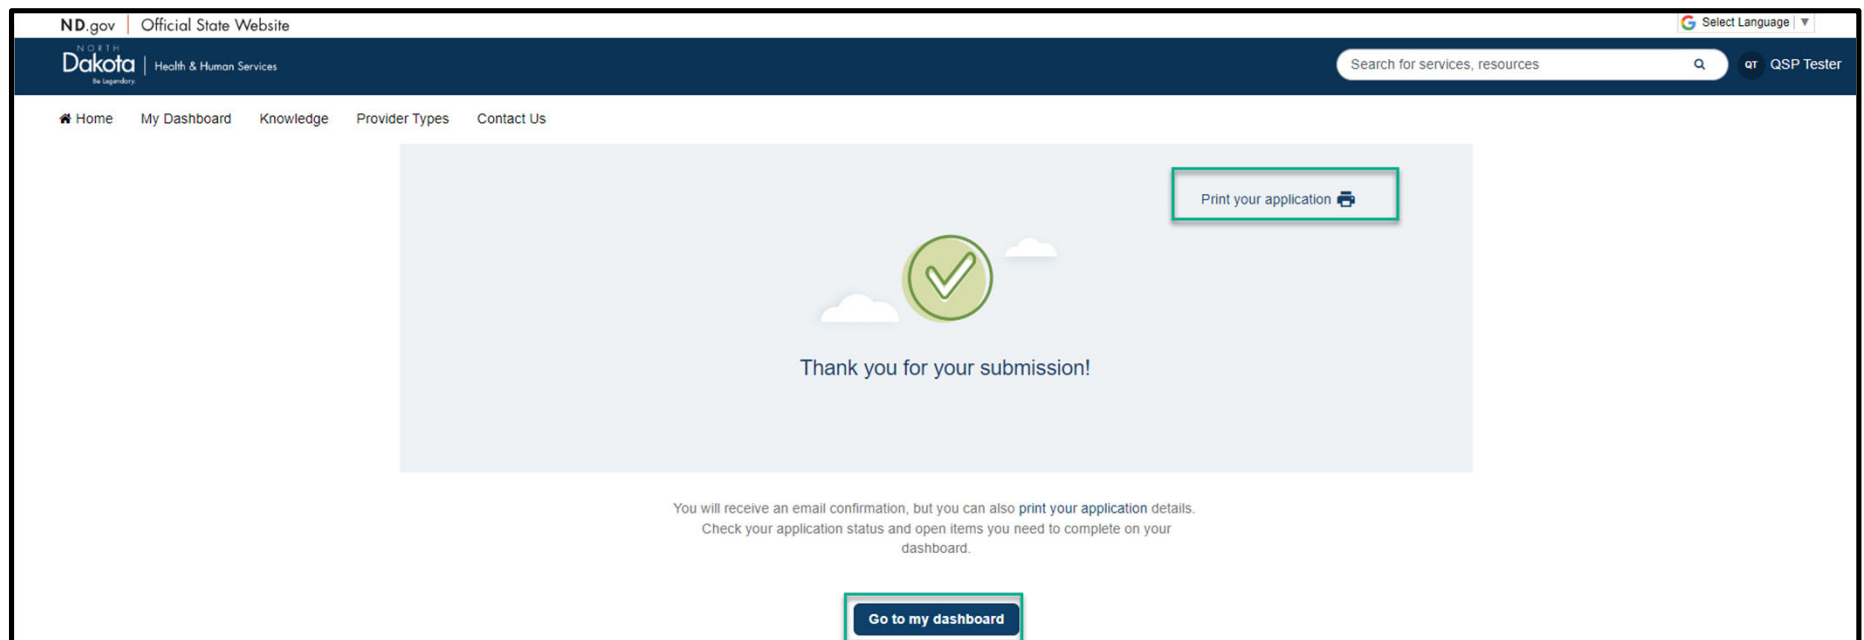 ND.gov | Official State Website
Select Language | ▼
NORTH
Dakota | Health & Human Services
Be Legendary.
Search for services, resources
QT QSP Tester
Home My Dashboard Knowledge Provider Types Contact Us
Print your application
Thank you for your submission!
You will receive an email confirmation, but you can also print your application details.
Check your application status and open items you need to complete on your
dashboard.
Go to my dashboard